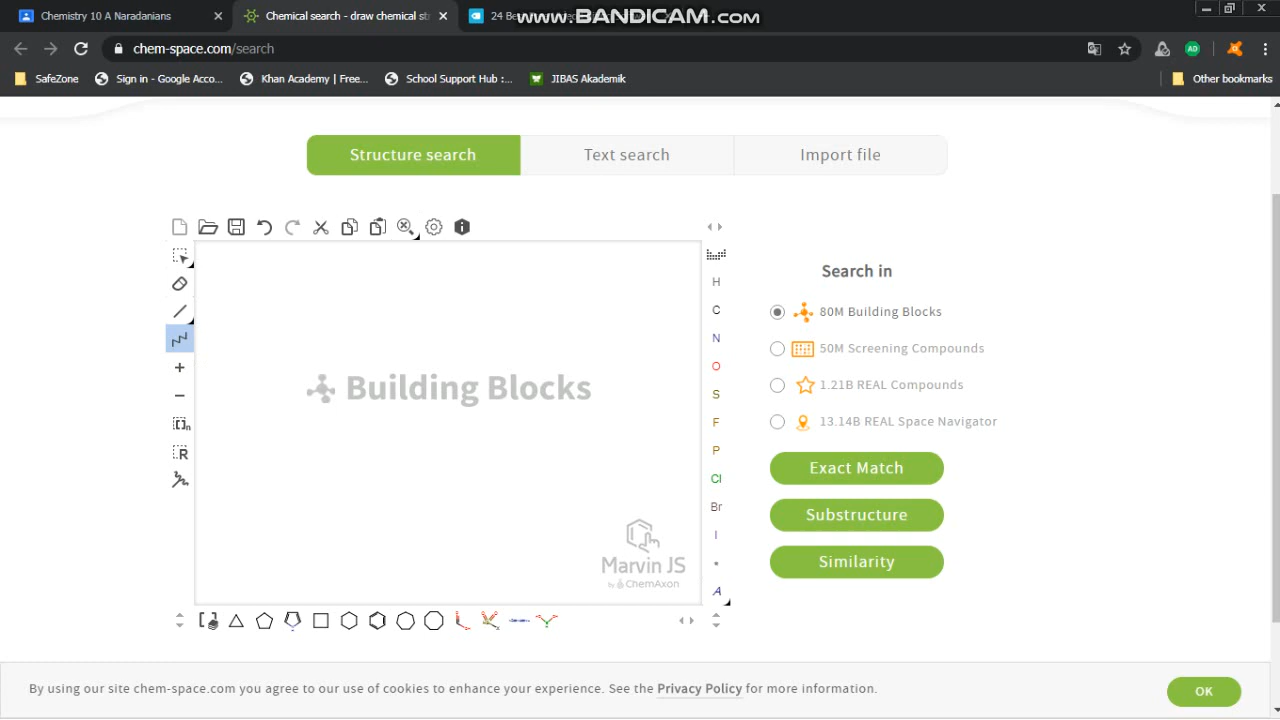 Chemistry 10 A Naradanians
Chemical search - draw chemical st
24 Be
www.BANDICAM.com
chem-space.com/search
SafeZone
Sign in - Google Acco...
Khan Academy | Free...
School Support Hub :...
JIBAS Akademik
Other bookmarks
Structure search
Text search
Import file
H
C
N
O
S
F
P
Cl
Br
I
*
A
[]n
R
Building Blocks
Marvin JS
by ChemAxon
Search in
80M Building Blocks
50M Screening Compounds
1.21B REAL Compounds
13.14B REAL Space Navigator
Exact Match
Substructure
Similarity
By using our site chem-space.com you agree to our use of cookies to enhance your experience. See the Privacy Policy for more information.
OK